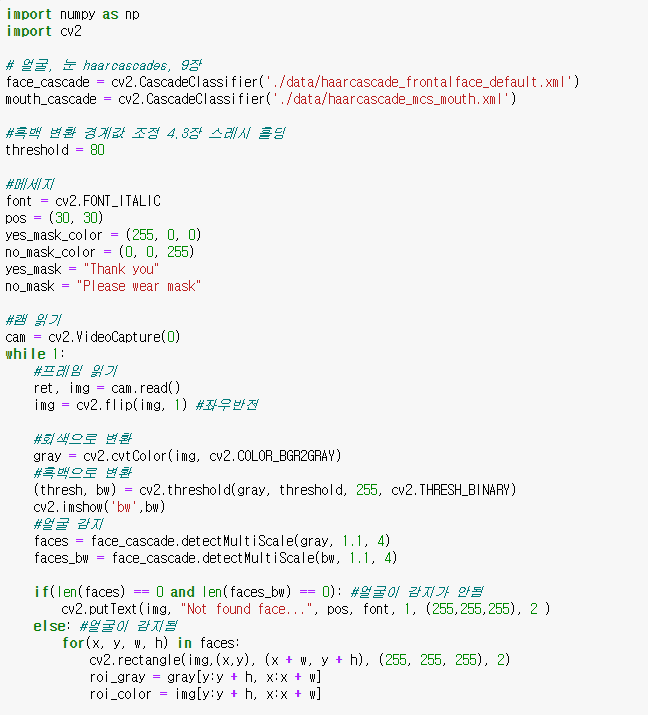 import numpy as np
import cv2
# 얼굴, 눈 haarcascades, 9장
face_cascade = cv2.CascadeClassifier('./data/haarcascade_frontalface_default.xml')
mouth_cascade = cv2.CascadeClassifier('./data/haarcascade_mcs_mouth.xml')
#흑백 변환 경계값 조정 4.3장 스레시 홀딩
threshold = 80
#메세지
font = cv2.FONT_ITALIC
pos = (30, 30)
yes_mask_color = (255, 0, 0)
no_mask_color = (0, 0, 255)
yes_mask = "Thank you"
no_mask = "Please wear mask"
#캠 읽기
cam = cv2.VideoCapture(0)
while 1:
    #프레임 읽기
    ret, img = cam.read()
    img = cv2.flip(img, 1) #좌우반전
    #회색으로 변환
    gray = cv2.cvtColor(img, cv2.COLOR_BGR2GRAY)
    #흑백으로 변환
    (thresh, bw) = cv2.threshold(gray, threshold, 255, cv2.THRESH_BINARY)
    cv2.imshow('bw',bw)
    #얼굴 감지
    faces = face_cascade.detectMultiScale(gray, 1.1, 4)
    faces_bw = face_cascade.detectMultiScale(bw, 1.1, 4)
    if(len(faces) == 0 and len(faces_bw) == 0): #얼굴이 감지가 안됨
        cv2.putText(img, "Not found face...", pos, font, 1, (255,255,255), 2 )
    else: #얼굴이 감지됨
        for(x, y, w, h) in faces:
            cv2.rectangle(img,(x,y), (x + w, y + h), (255, 255, 255), 2)
            roi_gray = gray[y:y + h, x:x + w]
            roi_color = img[y:y + h, x:x + w]